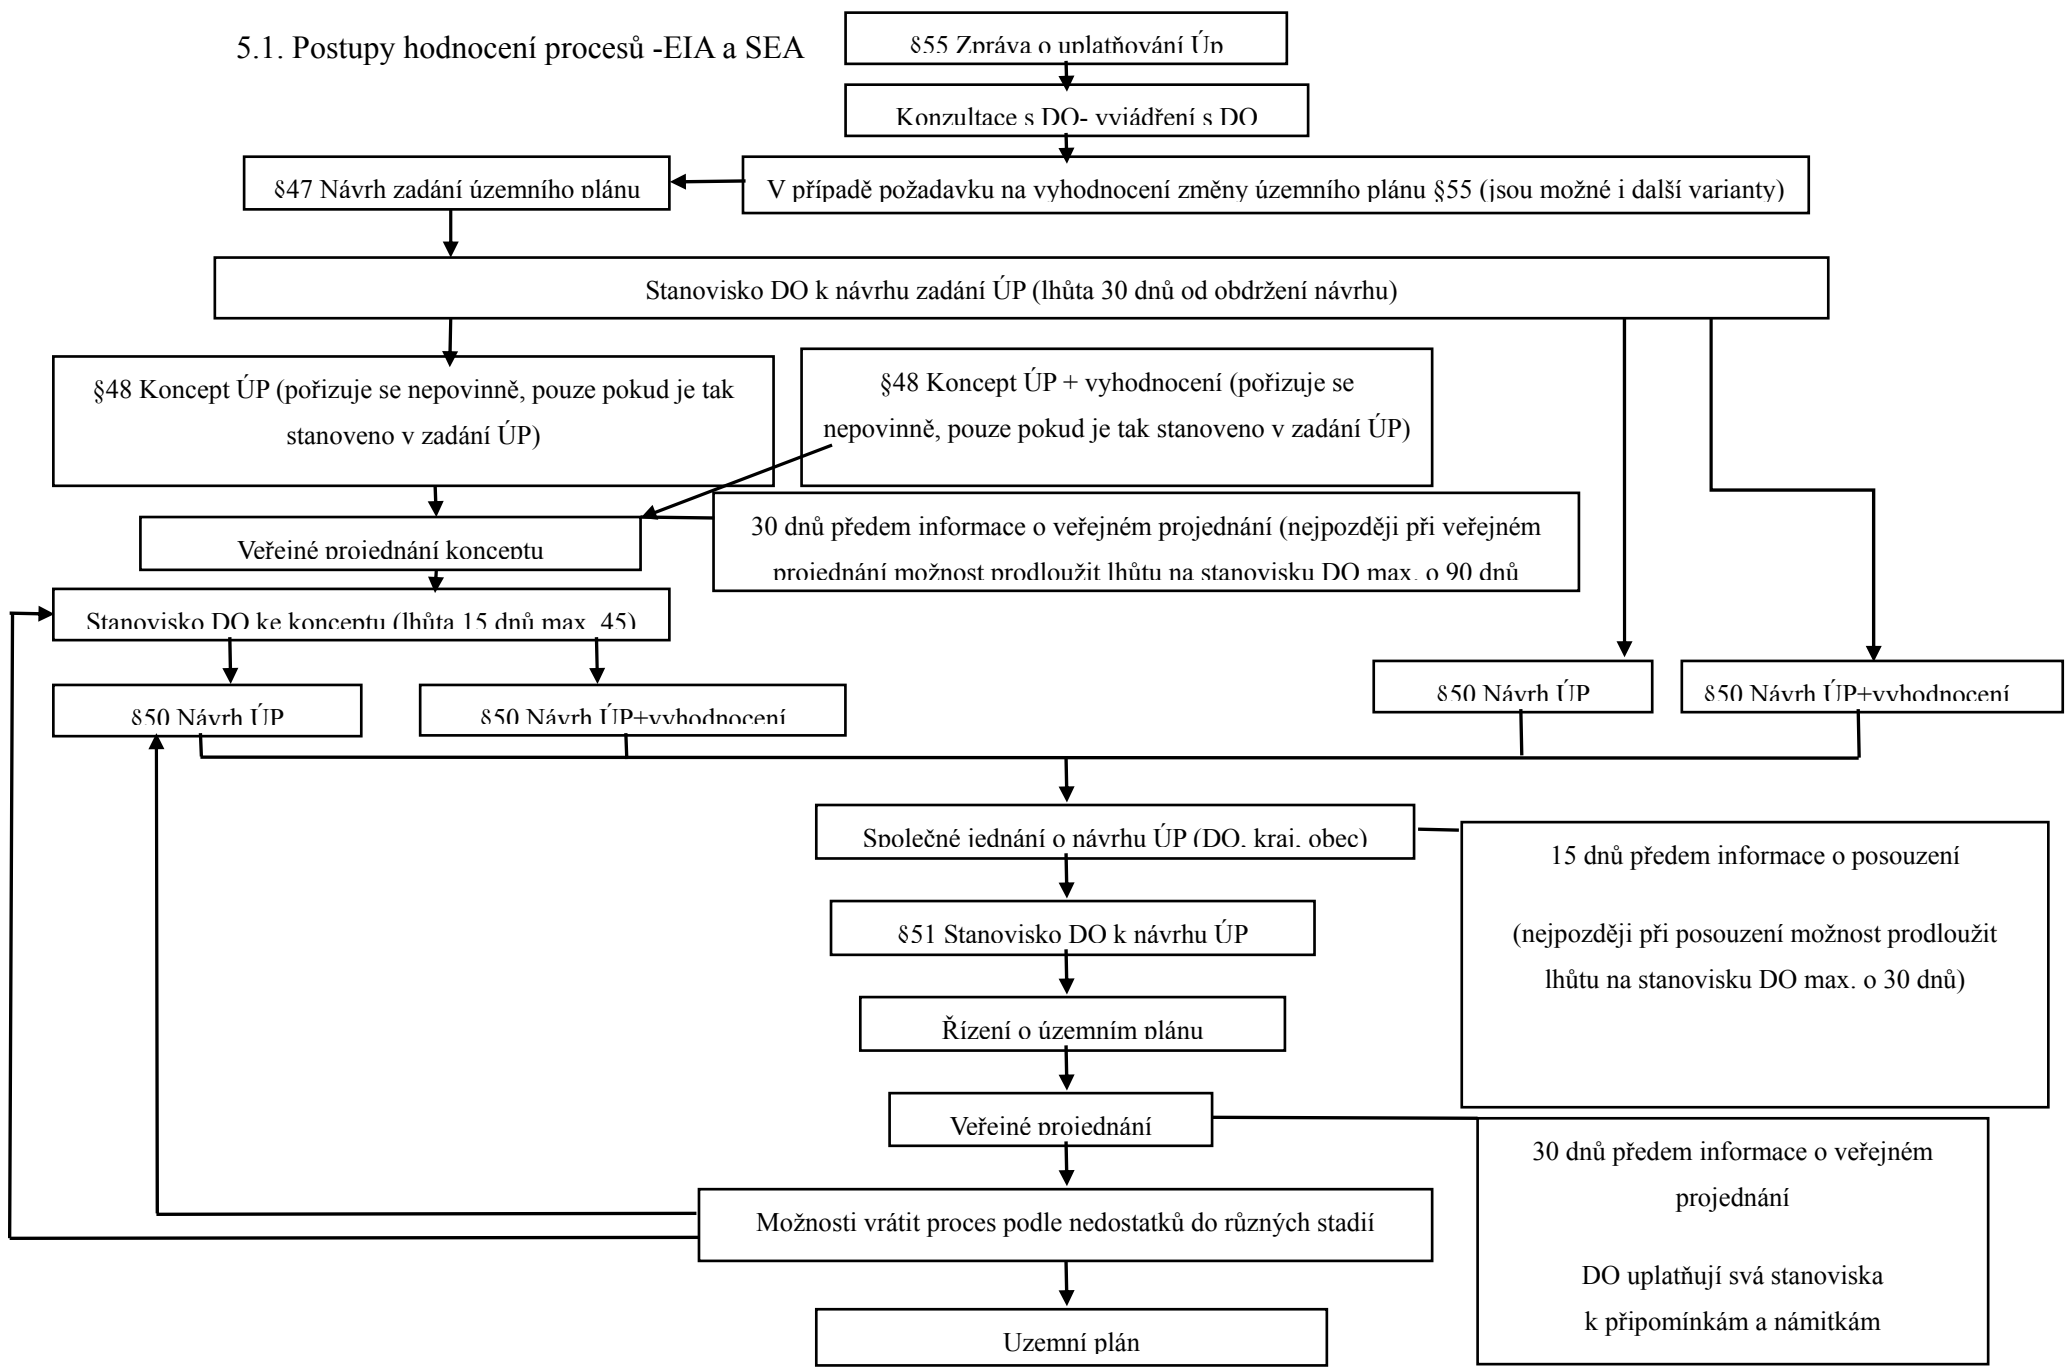 5.1. Postupy hodnocení procesů -EIA a SEA
§55 Zpráva o uplatňování Úp
Konzultace s DO- vyjádření s DO
§47 Návrh zadání územního plánu
V případě požadavku na vyhodnocení změny územního plánu §55 (jsou možné i další varianty)
Stanovisko DO k návrhu zadání ÚP (lhůta 30 dnů od obdržení návrhu)
§48 Koncept ÚP (pořizuje se nepovinně, pouze pokud je tak
stanoveno v zadání ÚP)
§48 Koncept ÚP + vyhodnocení (pořizuje se
nepovinně, pouze pokud je tak stanoveno v zadání ÚP)
Veřejné projednání konceptu
30 dnů předem informace o veřejném projednání (nejpozději při veřejném
projednání možnost prodloužit lhůtu na stanovisku DO max. o 90 dnů
Stanovisko DO ke konceptu (lhůta 15 dnů max. 45)
§50 Návrh ÚP
§50 Návrh ÚP+vyhodnocení
§50 Návrh ÚP
§50 Návrh ÚP+vyhodnocení
Společné jednání o návrhu ÚP (DO, kraj, obec)
15 dnů předem informace o posouzení
(nejpozději při posouzení možnost prodloužit
lhůtu na stanovisku DO max. o 30 dnů)
§51 Stanovisko DO k návrhu ÚP
Řízení o územním plánu
Veřejné projednání
30 dnů předem informace o veřejném
projednání
DO uplatňují svá stanoviska
k připomínkám a námitkám
Možnosti vrátit proces podle nedostatků do různých stadií
Uzemní plán